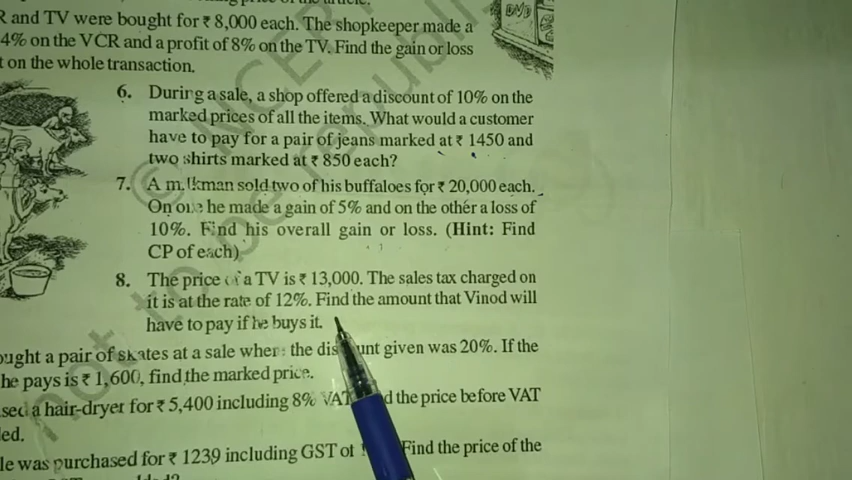 R and TV were bought for ₹ 8,000 each. The shopkeeper made a
4% on the VCR and a profit of 8% on the TV. Find the gain or loss
t on the whole transaction.
6. During a sale, a shop offered a discount of 10% on the
marked prices of all the items. What would a customer
have to pay for a pair of jeans marked at ₹ 1450 and
two shirts marked at ₹ 850 each?
7. A milkman sold two of his buffaloes for ₹ 20,000 each.
On one he made a gain of 5% and on the other a loss of
10%. Find his overall gain or loss. (Hint: Find
CP of each)
8. The price of a TV is ₹ 13,000. The sales tax charged on
it is at the rate of 12%. Find the amount that Vinod will
have to pay if he buys it.
ought a pair of skates at a sale where the discount given was 20%. If the
he pays is ₹ 1,600, find the marked price.
sed a hair-dryer for ₹ 5,400 including 8% VAT. the price before VAT
ed.
le was purchased for ₹ 1239 including GST of Find the price of the
DVD
not to be republished
© NCERT